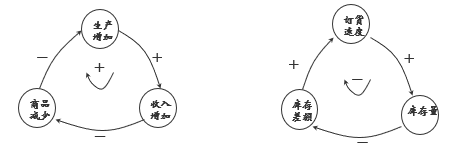 生产
增加
−
+
+
商品
减少
收入
增加
−
订货
速度
+
+
−
库存
差额
库存量
−